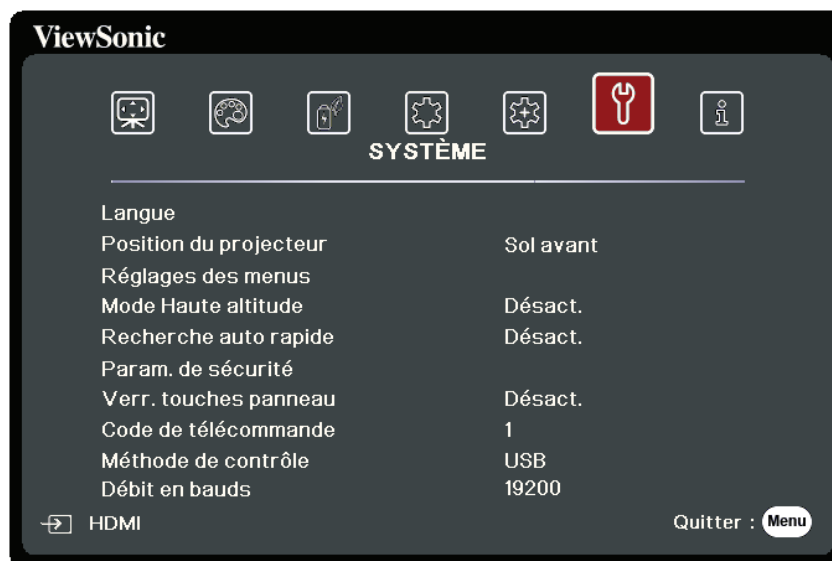 ViewSonic
SYSTÈME
Langue
Position du projecteur Sol avant
Réglages des menus
Mode Haute altitude Désact.
Recherche auto rapide Désact.
Param. de sécurité
Verr. touches panneau Désact.
Code de télécommande 1
Méthode de contrôle USB
Débit en bauds 19200
HDMI Quitter : Menu